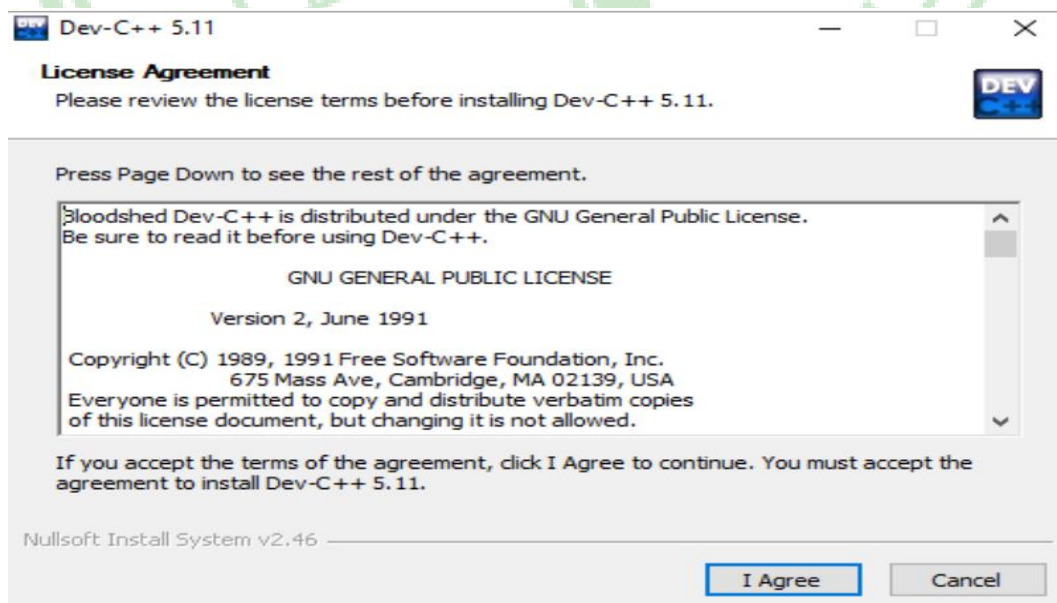 Dev-C++ 5.11
License Agreement
Please review the license terms before installing Dev-C++ 5.11.
DEV
C++
Press Page Down to see the rest of the agreement.
Bloodshed Dev-C++ is distributed under the GNU General Public License.
Be sure to read it before using Dev-C++.
GNU GENERAL PUBLIC LICENSE
Version 2, June 1991
Copyright (C) 1989, 1991 Free Software Foundation, Inc.
675 Mass Ave, Cambridge, MA 02139, USA
Everyone is permitted to copy and distribute verbatim copies
of this license document, but changing it is not allowed.
If you accept the terms of the agreement, click I Agree to continue. You must accept the
agreement to install Dev-C++ 5.11.
Nullsoft Install System v2.46
I Agree
Cancel